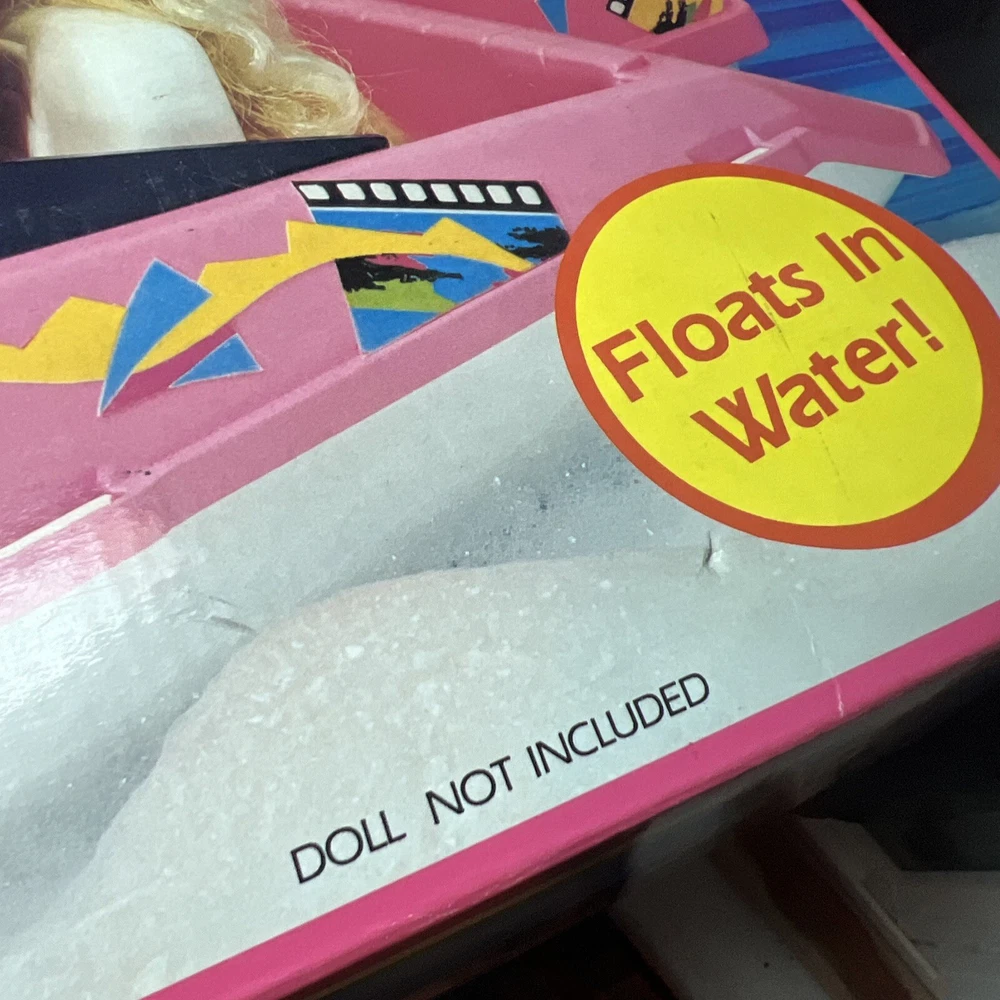 Floats In
Water!
DOLL NOT INCLUDED